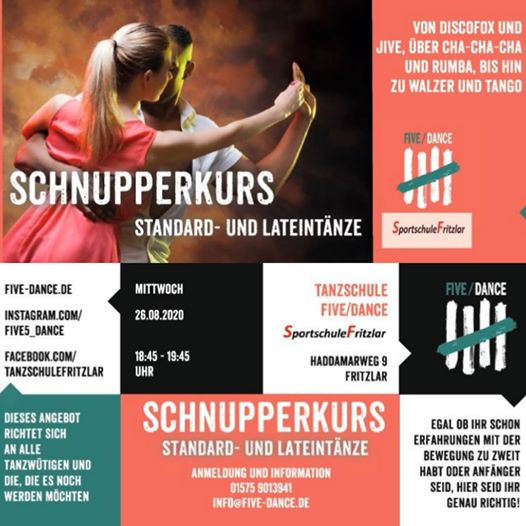 VON DISCOFOX UND
JIVE, ÜBER CHA-CHA-CHA
UND RUMBA, BIS HIN
ZU WALZER UND TANGO
FIVE/DANCE
SportschuleFritzlar
SCHNUPPERKURS
STANDARD- UND LATEINTÄNZE
FIVE-DANCE.DE
INSTAGRAM.COM/
FIVE5_DANCE
FACEBOOK.COM/
TANZSCHULEFRITZLAR
MITTWOCH
26.08.2020
18:45 - 19:45
UHR
TANZSCHULE
FIVE/DANCE
SportschuleFritzlar
HADDAMARWEG 9
FRITZLAR
FIVE/DANCE
DIESES ANGEBOT
RICHTET SICH
AN ALLE
TANZWÜTIGEN UND
DIE, DIE ES NOCH
WERDEN MÖCHTEN
SCHNUPPERKURS
STANDARD- UND LATEINTÄNZE
ANMELDUNG UND INFORMATION
01575 9013941
INFO@FIVE-DANCE.DE
EGAL OB IHR SCHON
ERFAHRUNGEN MIT DER
BEWEGUNG ZU ZWEIT
HABT ODER ANFÄNGER
SEID, HIER SEID IHR
GENAU RICHTIG!